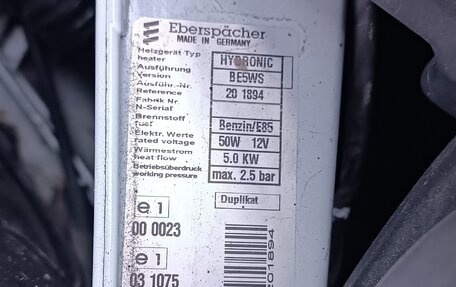 Eberspächer
MADE IN GERMANY
Heizgerät Typ
heater
HYDRONIC
Ausführung
Version
BE5WS
Ausführ.-Nr.
Reference
20 1894
Fabrik Nr
N-Serial
Brennstoff
fuel
Benzin/E85
Elektr. Werte
rated voltage
50W 12V
Wärmestrom
heat flow
5.0 KW
Betriebsüberdruck
working pressure
max. 2.5 bar
Duplikat
e1
00 0023
e1
03 1075
201894